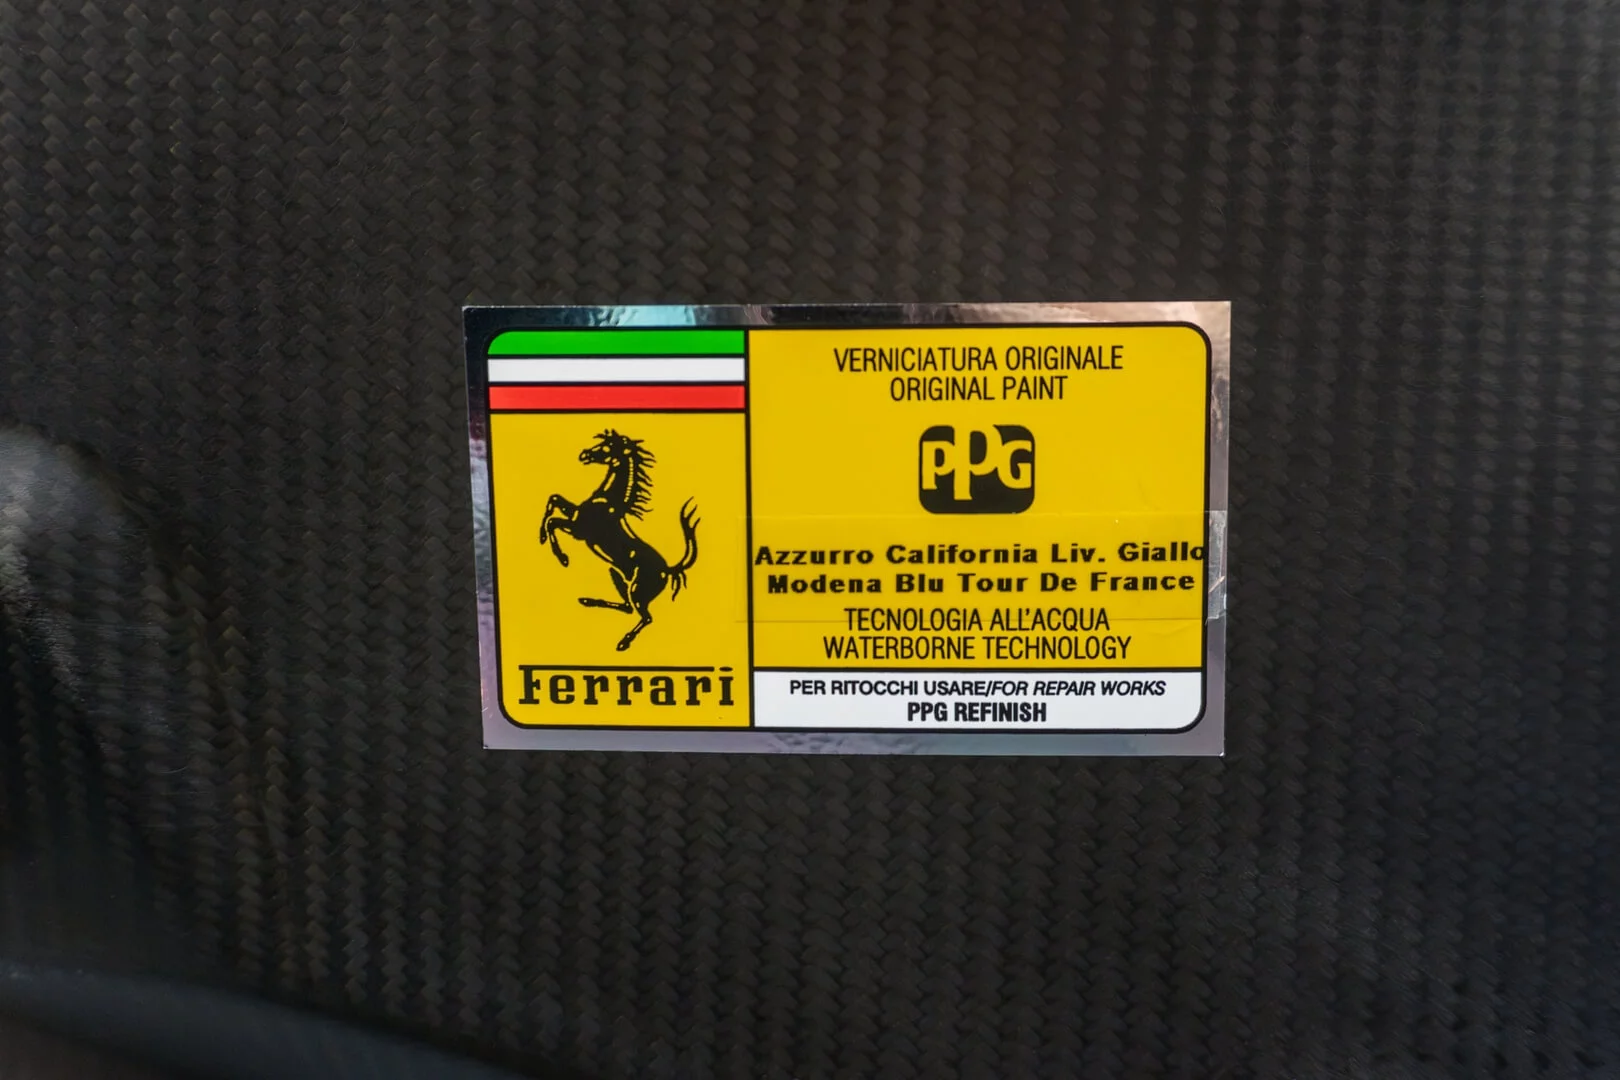 VERNICIATURA ORIGINALE
ORIGINAL PAINT
PPG
Azzurro California Liv. Giallo
Modena Blu Tour De France
TECNOLOGIA ALL'ACQUA
WATERBORNE TECHNOLOGY
Ferrari
PER RITOCCHI USARE/FOR REPAIR WORKS
PPG REFINISH